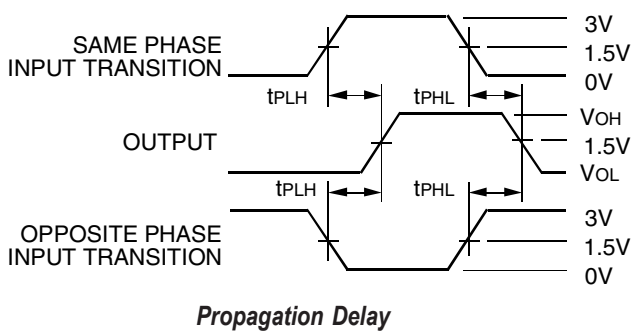 3V
SAME PHASE
INPUT TRANSITION
1.5V
0V
tPLH
tPHL
VOH
OUTPUT
1.5V
VOL
tPLH
tPHL
3V
OPPOSITE PHASE
INPUT TRANSITION
1.5V
0V
Propagation Delay